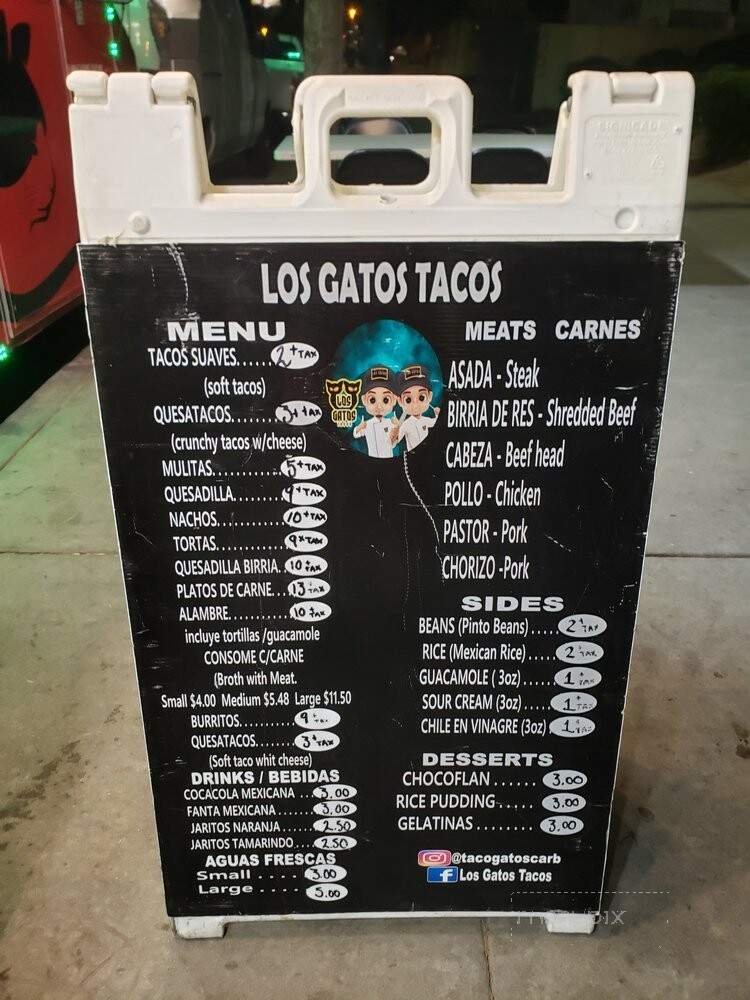 LOS GATOS TACOS
MENU
TACOS SUAVES......2+TAX
(soft tacos)
QUESATACOS........3+TAX
(crunchy tacos w/cheese)
MULITAS...........5+TAX
QUESADILLA.........+TAX
NACHOS............10+TAX
TORTAS............9+TAX
QUESADILLA BIRRIA..10+TAX
PLATOS DE CARNE...13+TAX
ALAMBRE...........10+TAX
incluye tortillas /guacamole
CONSOME C/CARNE
(Broth with Meat.
Small $4.00 Medium $5.48 Large $11.50
BURRITOS........9+TAX
QUESATACOS........3+TAX
(Soft taco whit cheese)
DRINKS / BEBIDAS
COCACOLA MEXICANA ...3.00
FANTA MEXICANA.......3.00
JARITOS NARANJA......2.50
JARITOS TAMARINDO....2.50
AGUAS FRESCAS
Small ....3.00
Large ....5.00
LOS
GATOS
MEATS CARNES
ASADA - Steak
BIRRIA DE RES - Shredded Beef
CABEZA - Beef head
POLLO - Chicken
PASTOR - Pork
CHORIZO -Pork
SIDES
BEANS (Pinto Beans).....2+TAX
RICE (Mexican Rice).....2+TAX
GUACAMOLE ( 3oz).....1+TAX
SOUR CREAM (3oz).....1+TAX
CHILE EN VINAGRE (3oz) 1+TAX
DESSERTS
CHOCOFLAN ......3.00
RICE PUDDING.....3.00
GELATINAS........3.00
@tacogatoscarb
Los Gatos Tacos
SIGNICADE